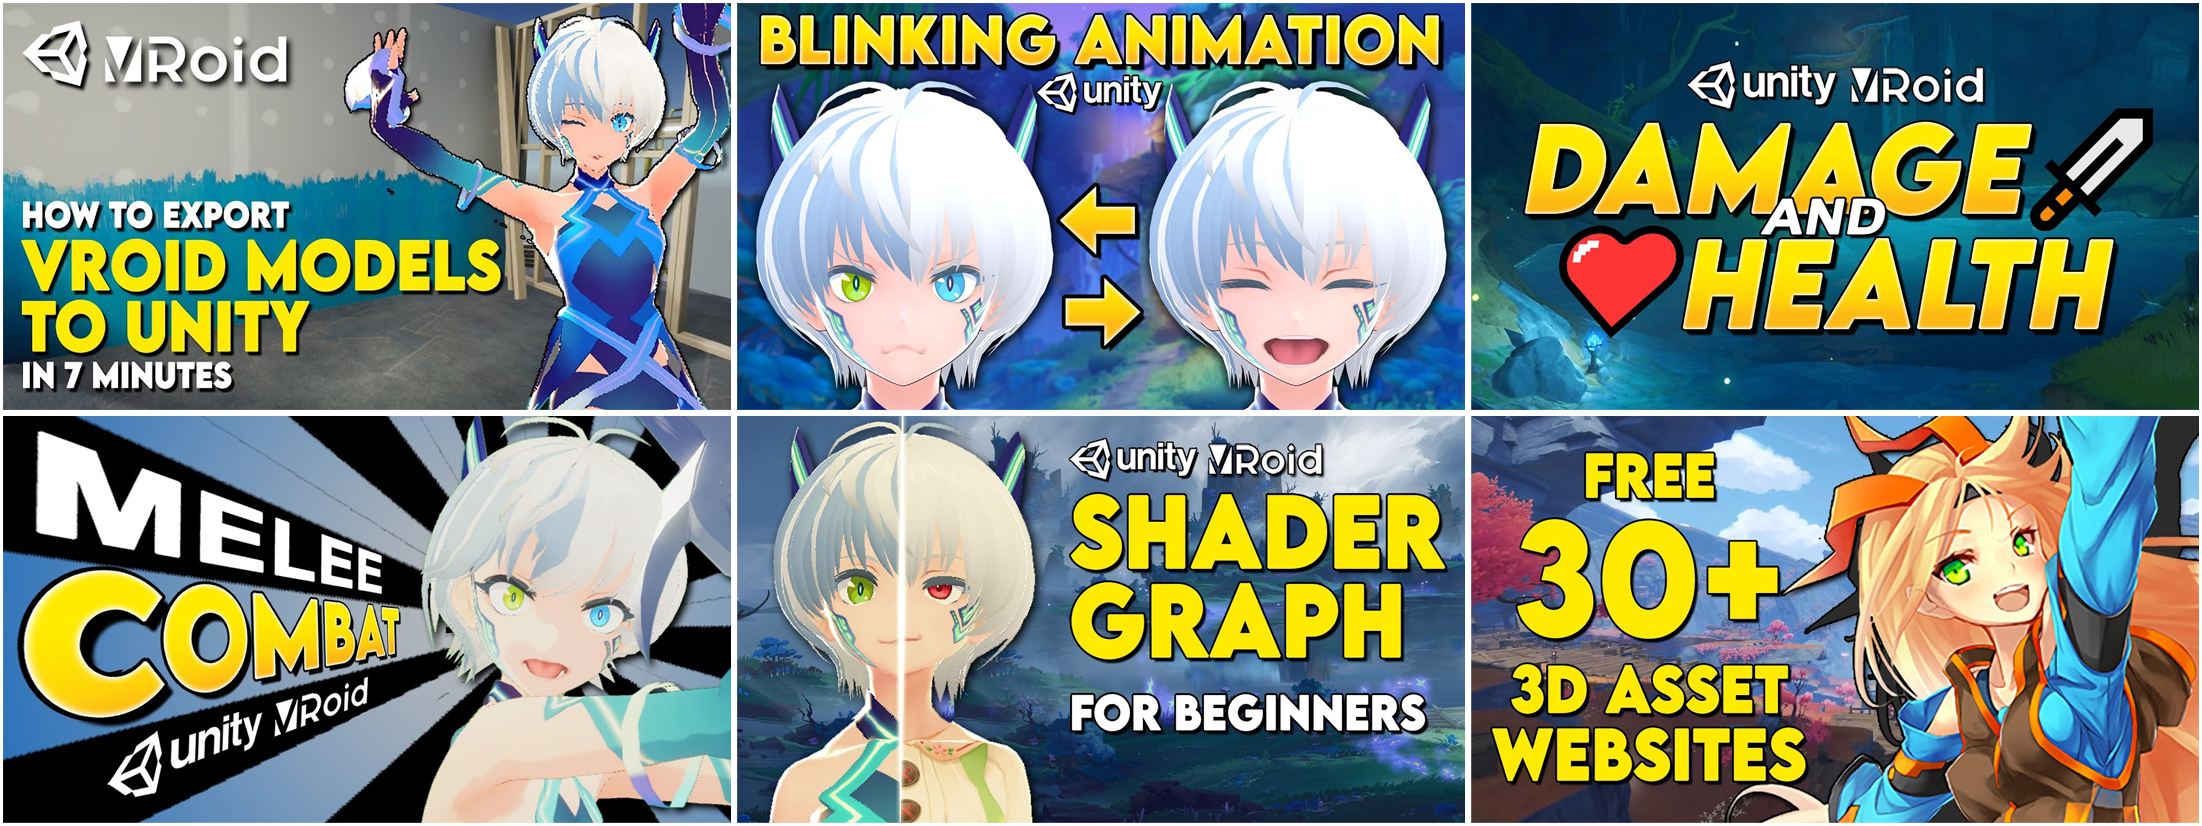 VRoid
HOW TO EXPORT
VROID MODELS
TO UNITY
IN 7 MINUTES
BLINKING ANIMATION
unity
unity VRoid
DAMAGE
AND
HEALTH
MELEE
COMBAT
unity VRoid
unity VRoid
SHADER
GRAPH
FOR BEGINNERS
FREE
30+
3D ASSET
WEBSITES